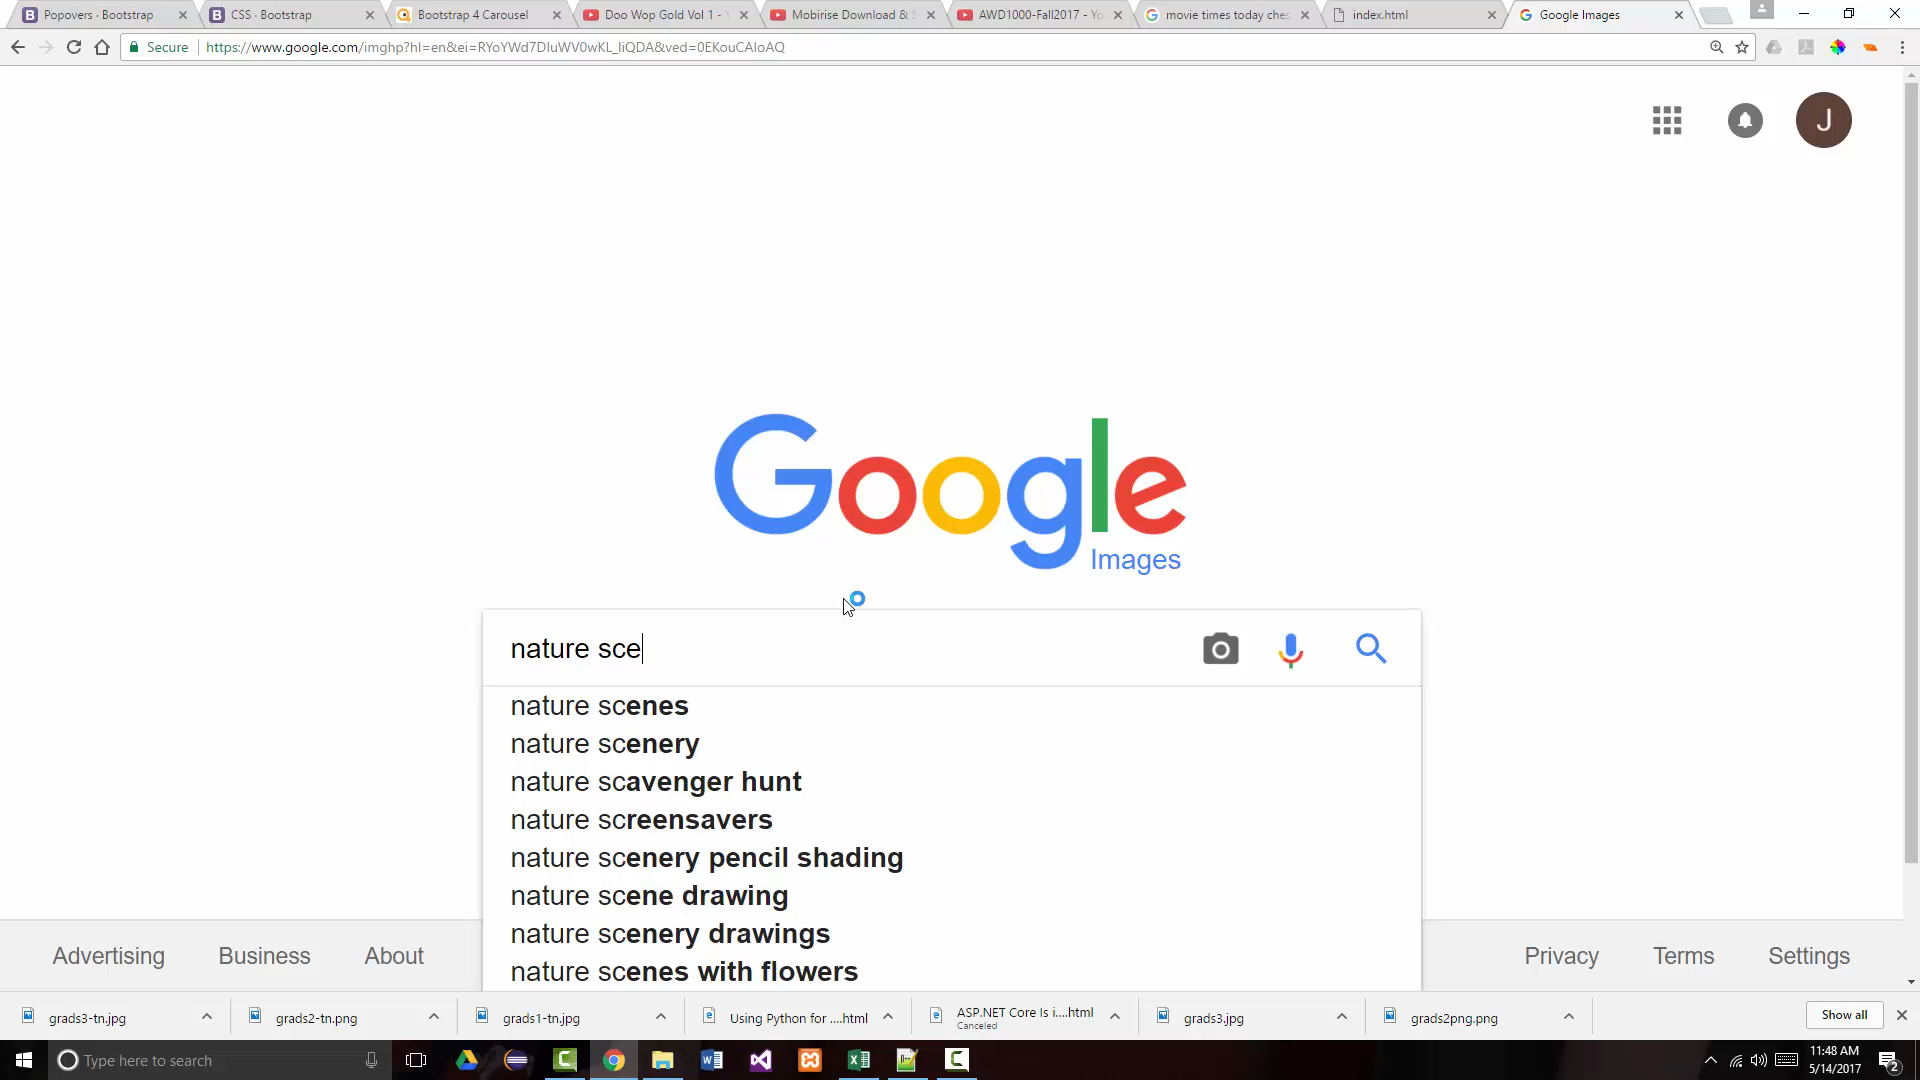 Popovers · Bootstrap
CSS · Bootstrap
Bootstrap 4 Carousel
Doo Wop Gold Vol 1 -
Mobirise Download &
AWD1000-Fall2017 - Yo
movie times today ches
index.html
Google Images
Secure
https://www.google.com/imghp?hl=en&ei=RYoYWd7DIuWV0wKL_IiQDA&ved=0EKouCAIoAQ
J
Google
Images
nature sce
nature scenes
nature scenery
nature scavenger hunt
nature screensavers
nature scenery pencil shading
nature scene drawing
nature scenery drawings
nature scenes with flowers
Advertising
Business
About
Privacy
Terms
Settings
grads3-tn.jpg
grads2-tn.png
grads1-tn.jpg
Using Python for ....html
ASP.NET Core Is i....html
Canceled
grads3.jpg
grads2png.png
Show all
Type here to search
11:48 AM
5/14/2017
2